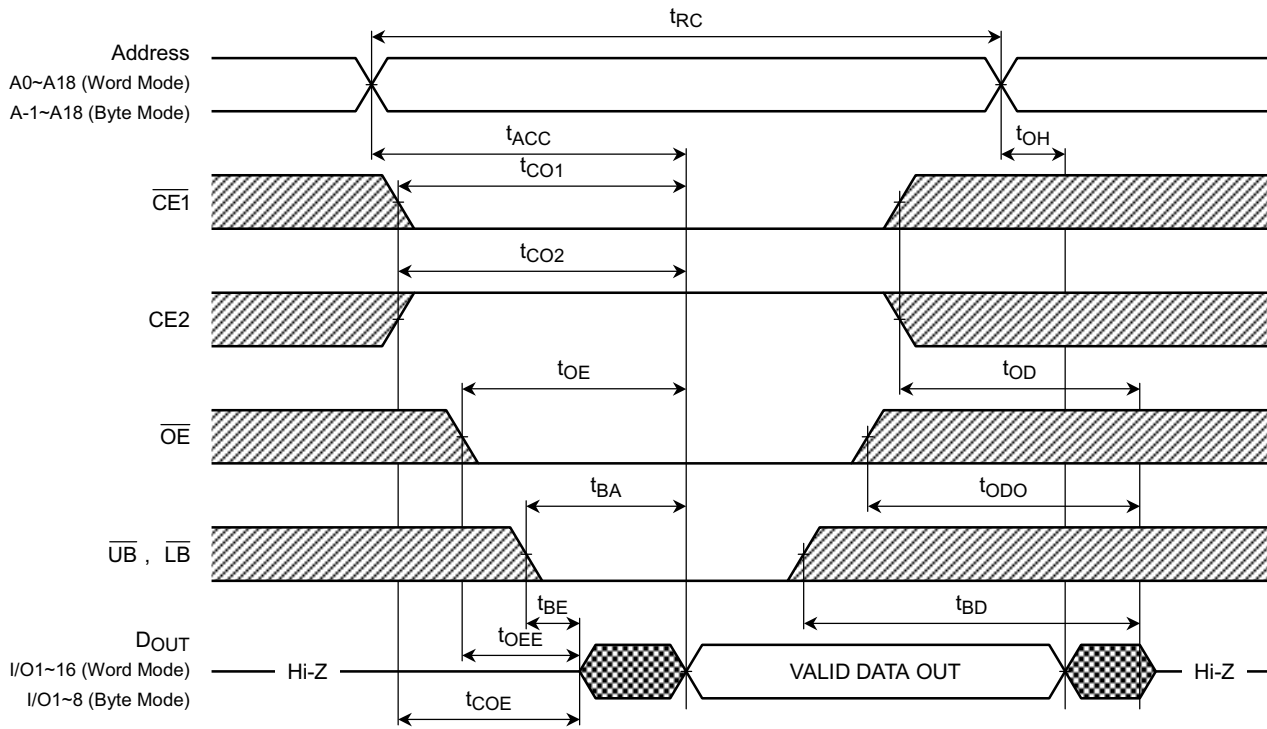 tRC
Address
A0~A18 (Word Mode)
A-1~A18 (Byte Mode)
tACC
tOH
tCO1
CE1
tCO2
CE2
tOE
tOD
OE
tBA
tODO
UB , LB
tBE
tBD
DOUT
tOEE
I/O1~16 (Word Mode)
Hi-Z
VALID DATA OUT
Hi-Z
I/O1~8 (Byte Mode)
tCOE